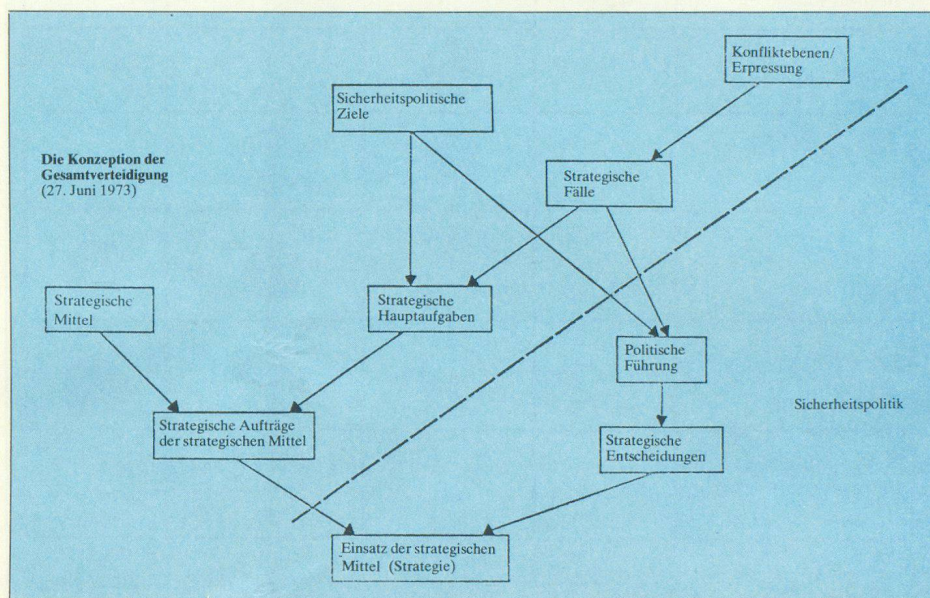 Konfliktebenen/
Erpressung
Sicherheitspolitische
Ziele
Die Konzeption der
Gesamtverteidigung
(27. Juni 1973)
Strategische
Fälle
Strategische
Mittel
Strategische
Hauptaufgaben
Politische
Führung
Sicherheitspolitik
Strategische Aufträge
der strategischen Mittel
Strategische
Entscheidungen
Einsatz der strategischen
Mittel (Strategie)